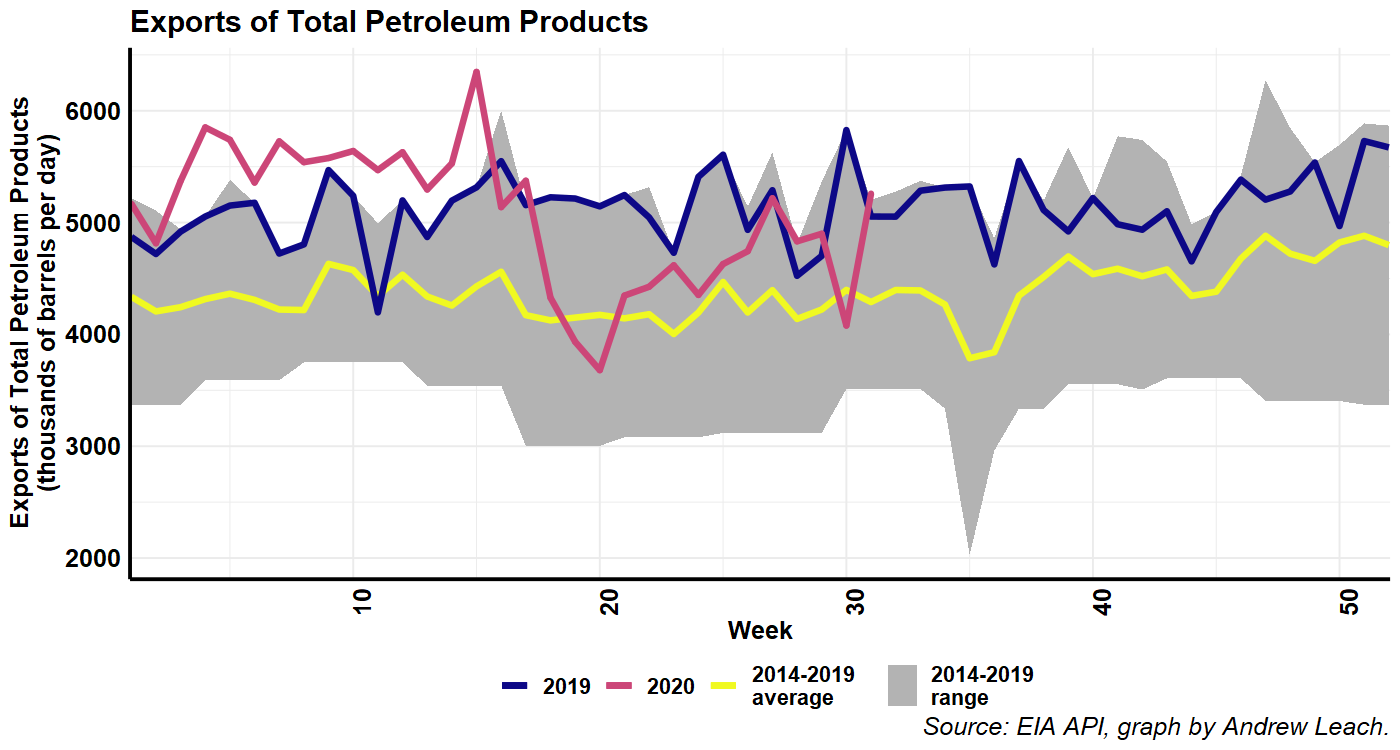 Exports of Total Petroleum Products
Exports of Total Petroleum Products
(thousands of barrels per day)
6000
5000
4000
3000
2000
10
20
30
40
50
Week
2019
2020
2014-2019
average
2014-2019
range
Source: EIA API, graph by Andrew Leach.